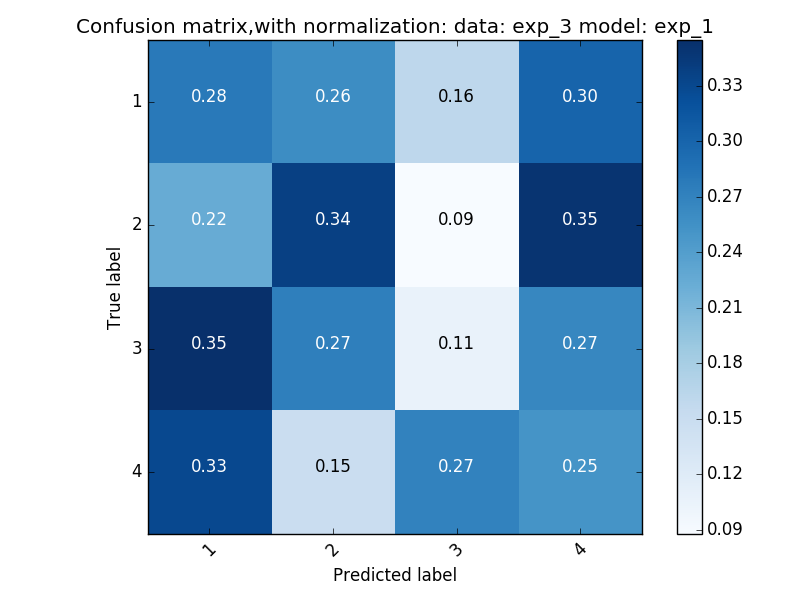 Confusion matrix,with normalization: data: exp_3 model: exp_1
1 0.28 0.26 0.16 0.30
2 0.22 0.34 0.09 0.35
3 0.35 0.27 0.11 0.27
4 0.33 0.15 0.27 0.25
1 2 3 4
True label
Predicted label
0.33
0.30
0.27
0.24
0.21
0.18
0.15
0.12
0.09